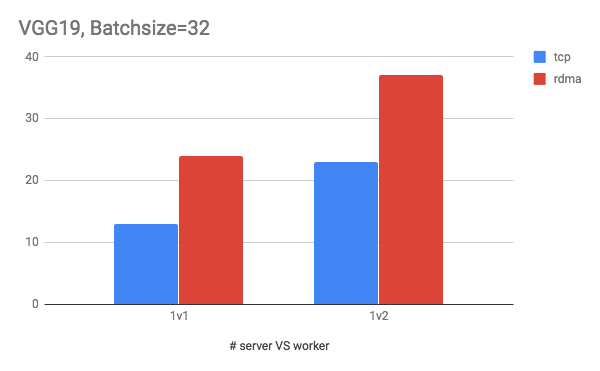 VGG19, Batchsize=32
tcp
rdma
40
30
20
10
0
1v1 1v2
# server VS worker